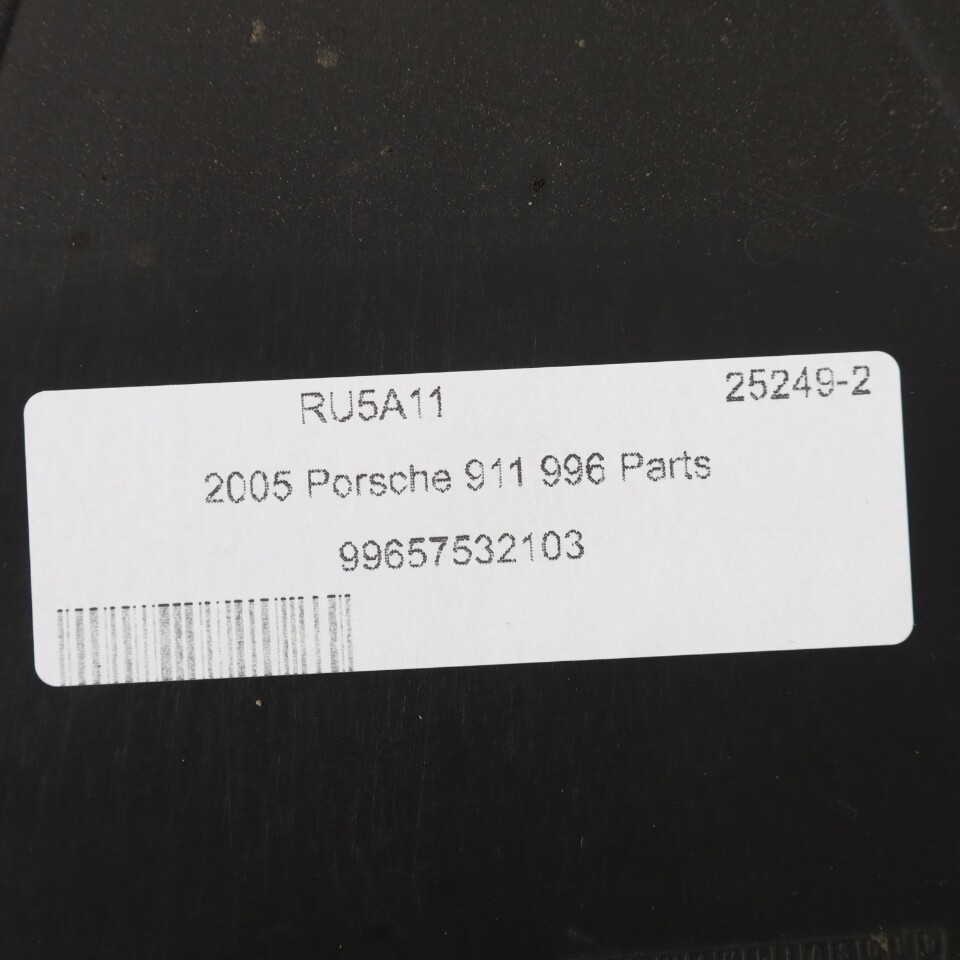 RU5A11 25249-2
2005 Porsche 911 996 Parts
99657532103